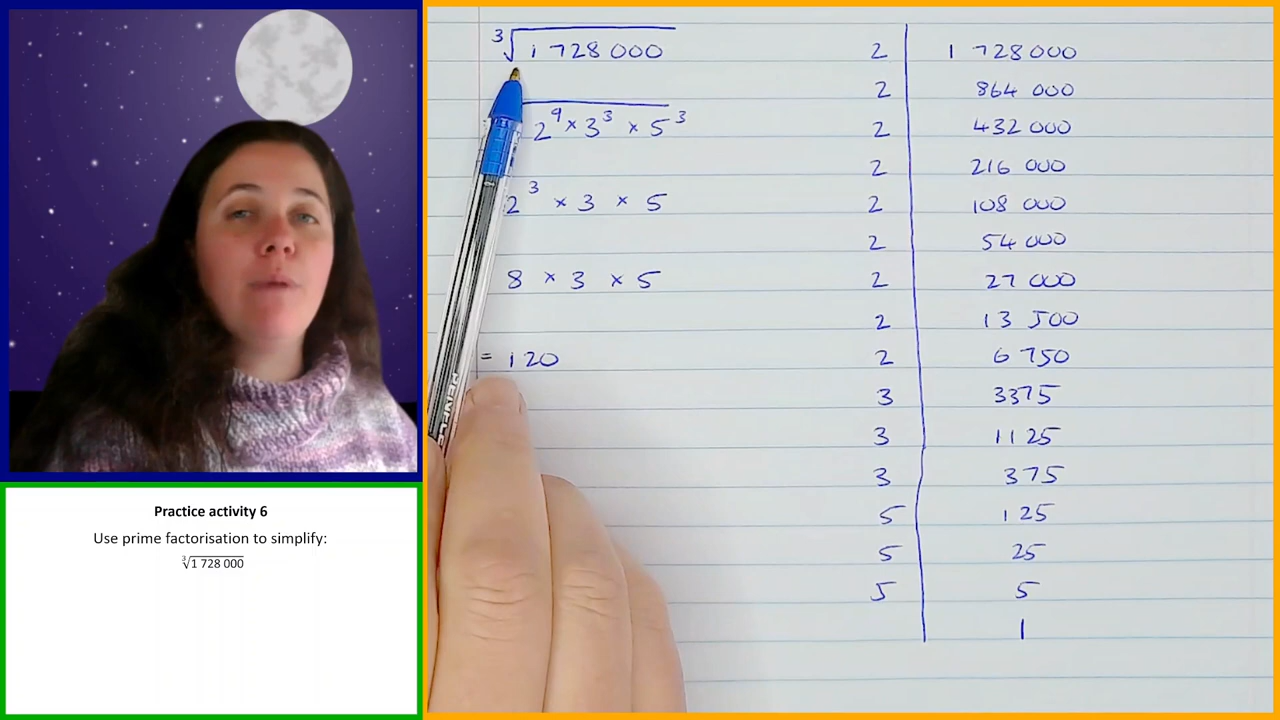 Practice activity 6
Use prime factorisation to simplify:
∛1 728 000
∛1 728 000
2⁹ × 3³ × 5³
2³ × 3 × 5
8 × 3 × 5
= 120
2 | 1 728 000
2 | 864 000
2 | 432 000
2 | 216 000
2 | 108 000
2 | 54 000
2 | 27 000
2 | 13 500
2 | 6 750
3 | 3375
3 | 1125
3 | 375
5 | 125
5 | 25
5 | 5
1